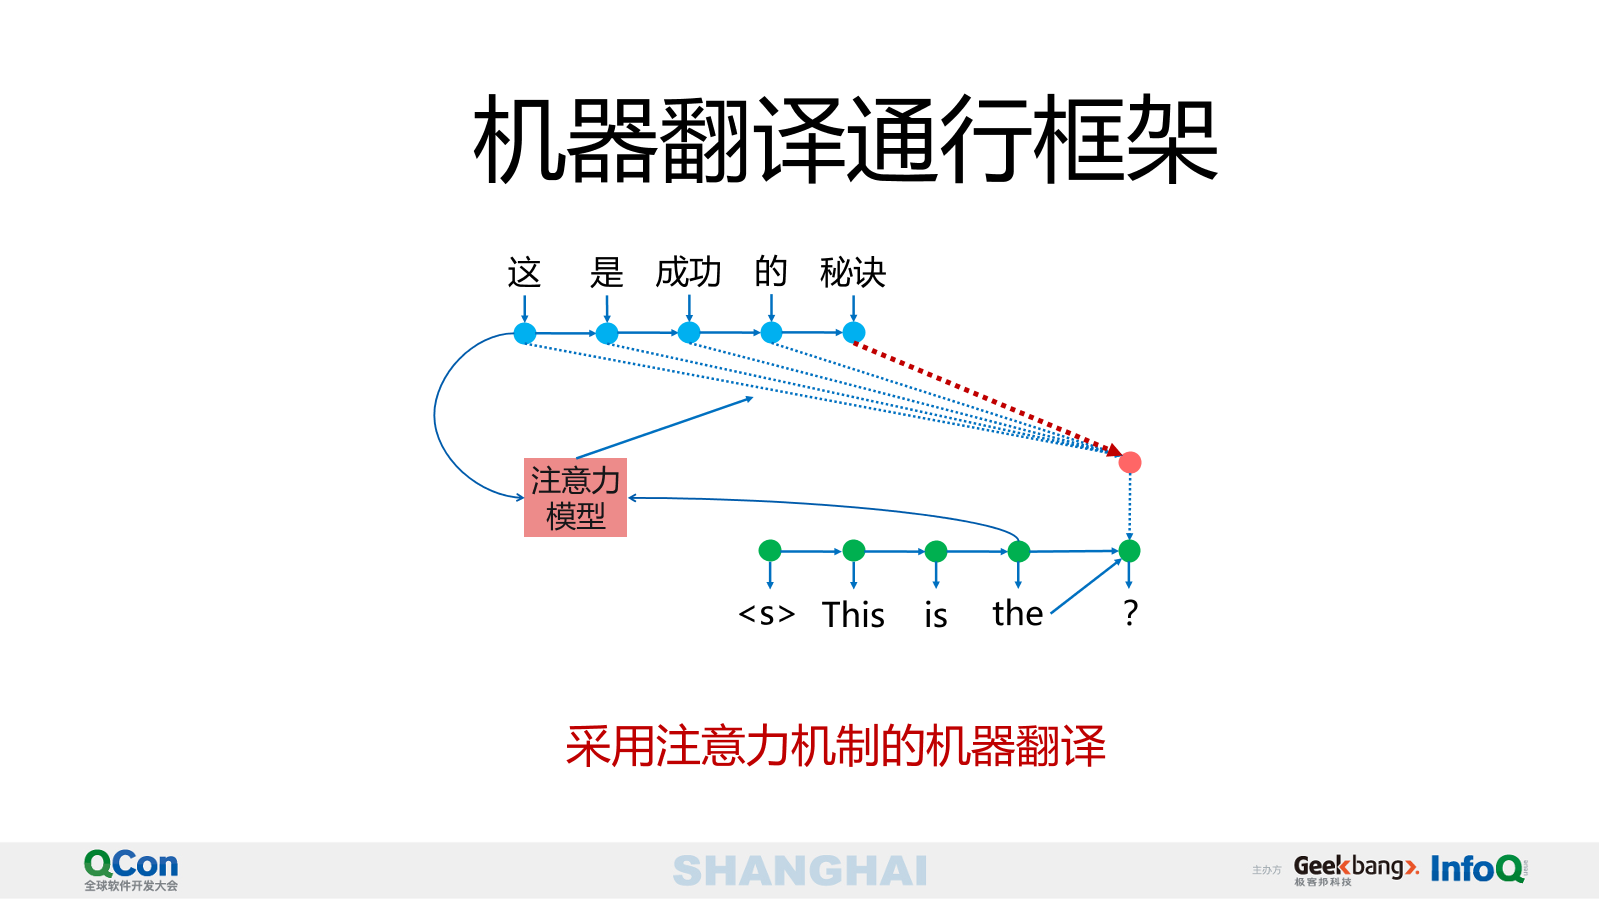 机器翻译通行框架
这 是 成功 的 秘诀
注意力
模型
<s> This is the ?
采用注意力机制的机器翻译
QCon
全球软件开发大会
SHANGHAI
主办方
Geekbang>.
极客邦科技
InfoQ